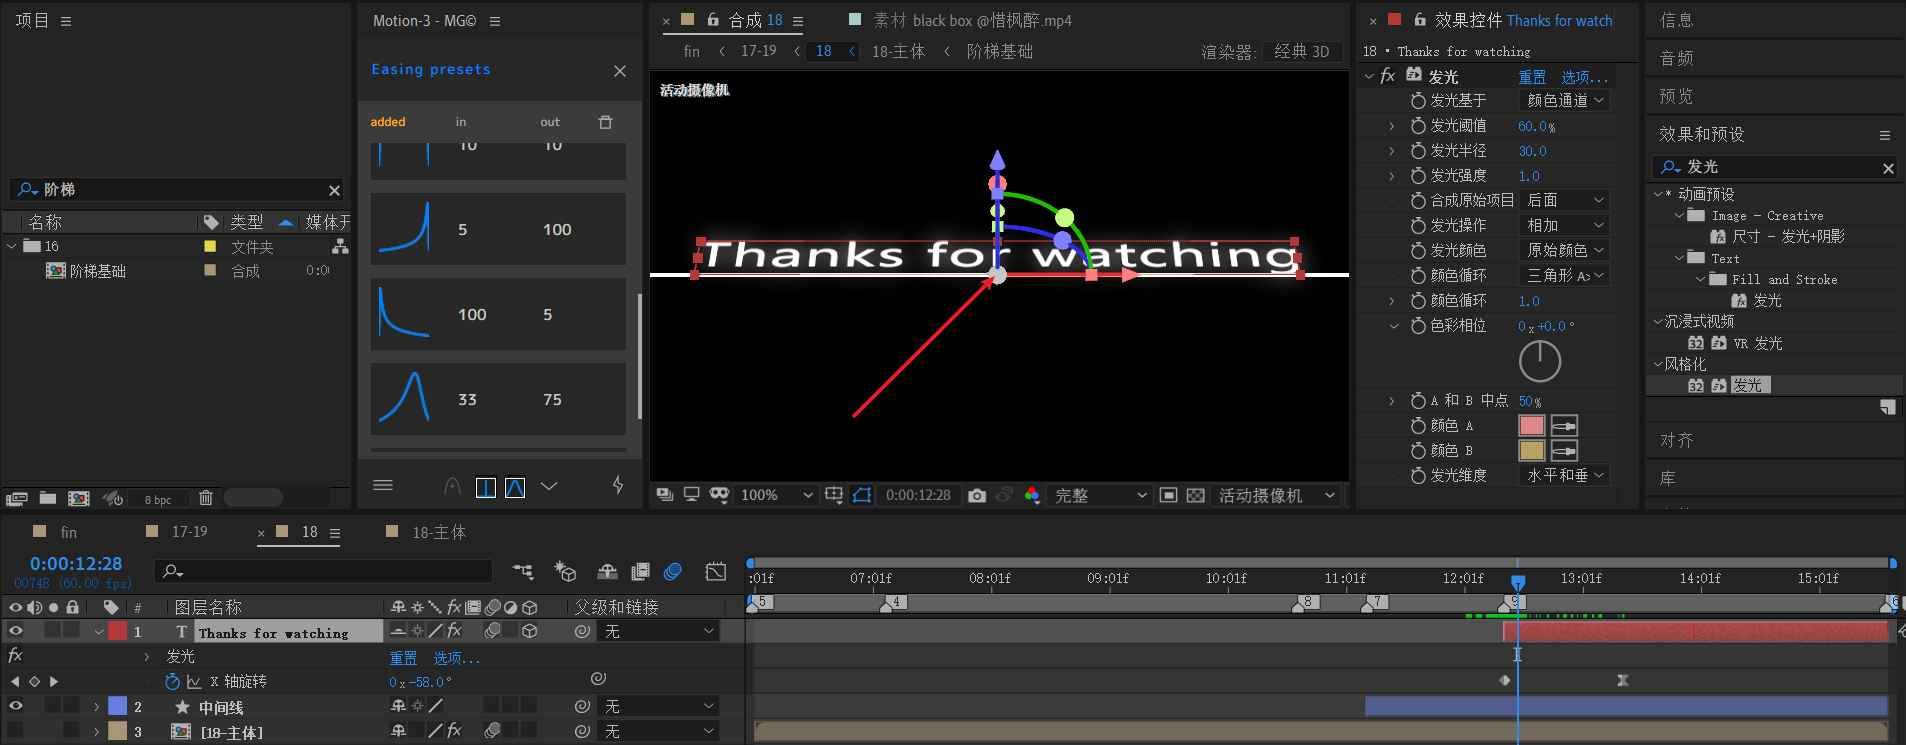 项目
阶梯
名称
类型
媒体开
16
文件夹
阶梯基础
合成
0:0
8 bpc
Motion-3 - MG©
Easing presets
added
in
out
10
10
5
100
100
5
33
75
合成 18
素材 black box @惜枫醉.mp4
fin
17-19
18
18-主体
阶梯基础
渲染器:
经典 3D
活动摄像机
Thanks for watching
100%
0:00:12:28
完整
活动摄像机
效果控件 Thanks for watch
18 • Thanks for watching
fx
发光
重置
选项...
发光基于
颜色通道
发光阈值
60.0%
发光半径
30.0
发光强度
1.0
合成原始项目
后面
发光操作
相加
发光颜色
原始颜色
颜色循环
三角形 A>
颜色循环
1.0
色彩相位
0x+0.0°
A 和 B 中点
50%
颜色 A
颜色 B
发光维度
水平和垂
信息
音频
预览
效果和预设
发光
* 动画预设
Image - Creative
尺寸 - 发光+阴影
Text
Fill and Stroke
发光
沉浸式视频
32
VR 发光
风格化
32
发光
对齐
库
fin
17-19
18
18-主体
0:00:12:28
00748 (60.00 fps)
#
图层名称
fx
父级和链接
:01f
07:01f
08:01f
09:01f
10:01f
11:01f
12:01f
13:01f
14:01f
15:01f
5
4
8
7
9
6
1
T
Thanks for watching
fx
无
fx
发光
重置
选项...
X 轴旋转
0x-58.0°
2
中间线
无
3
[18-主体]
fx
无